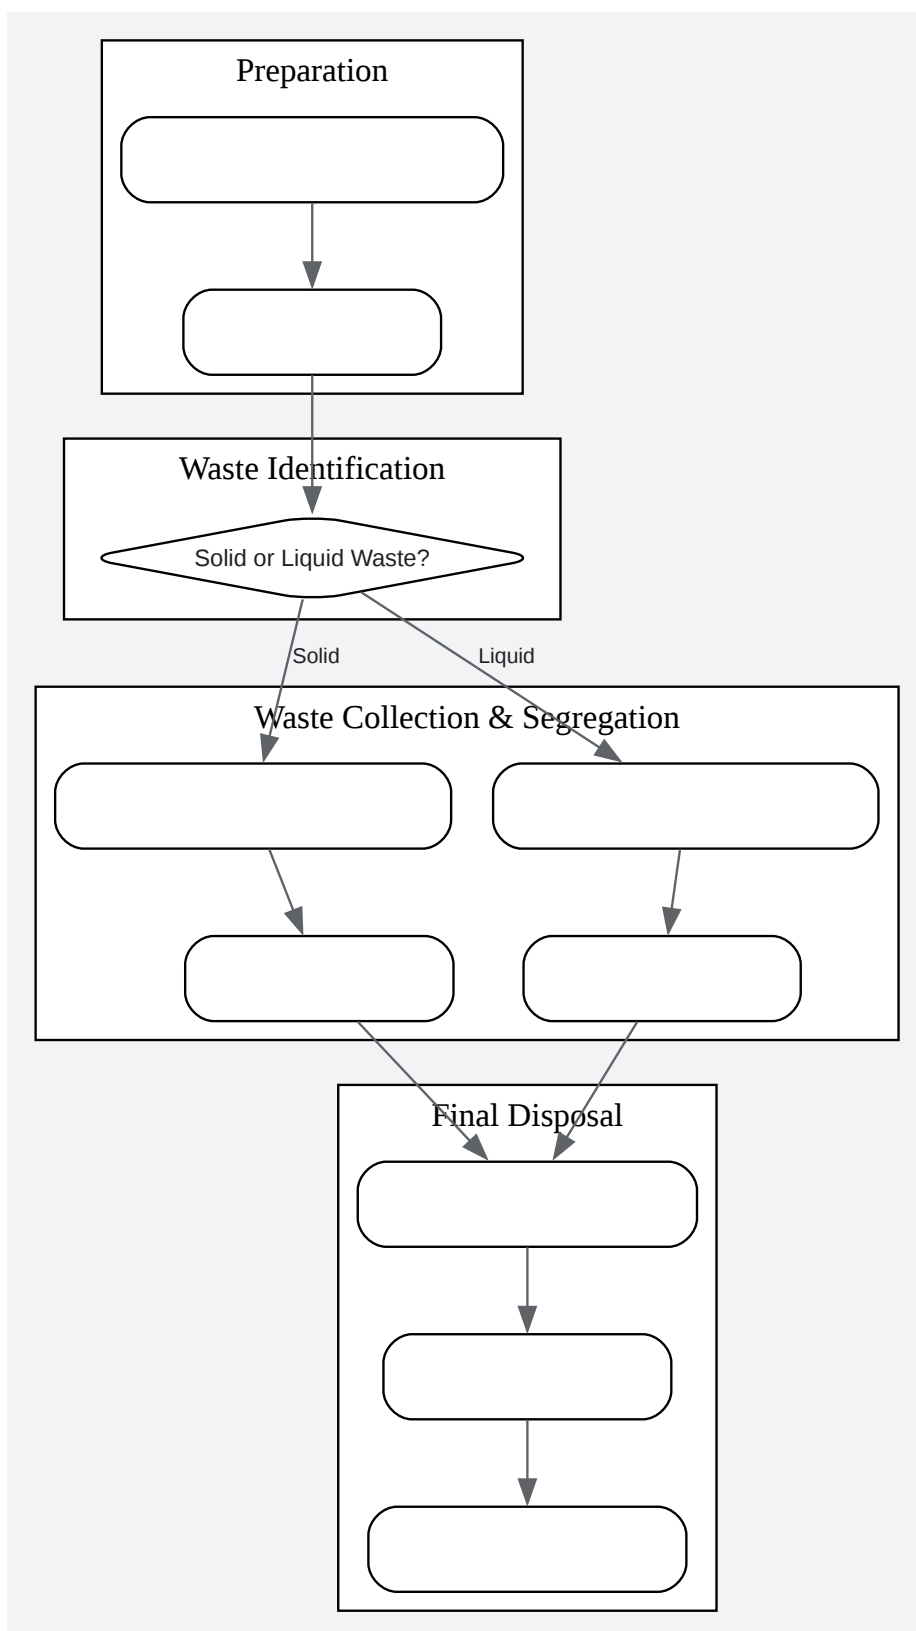 Preparation
Waste Identification
Solid or Liquid Waste?
Solid
Liquid
Waste Collection & Segregation
Final Disposal